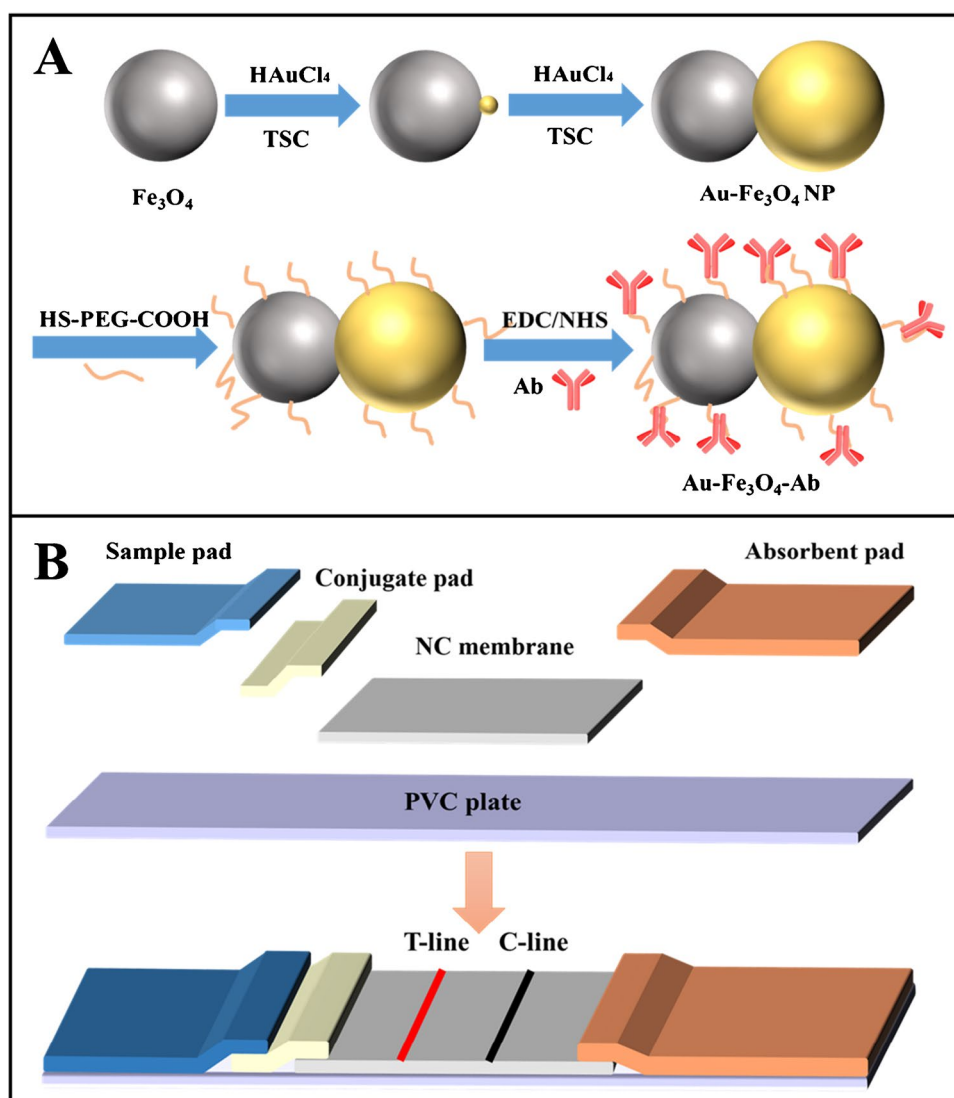 A
HAuCl₄
TSC
HAuCl₄
TSC
Fe₃O₄
Au-Fe₃O₄ NP
HS-PEG-COOH
EDC/NHS
Ab
Au-Fe₃O₄-Ab
B
Sample pad
Conjugate pad
Absorbent pad
NC membrane
PVC plate
T-line
C-line